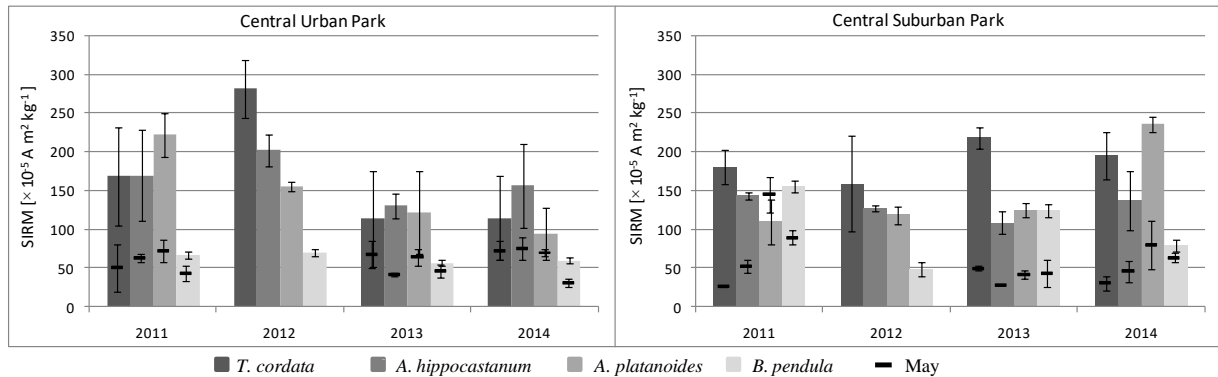 Central Urban Park
Central Suburban Park
SIRM [× 10⁻⁵ A m² kg⁻¹]
350
300
250
200
150
100
50
0
2011 2012 2013 2014
SIRM [× 10⁻⁵ A m² kg⁻¹]
350
300
250
200
150
100
50
0
2011 2012 2013 2014
T. cordata A. hippocastanum A. platanoides B. pendula May